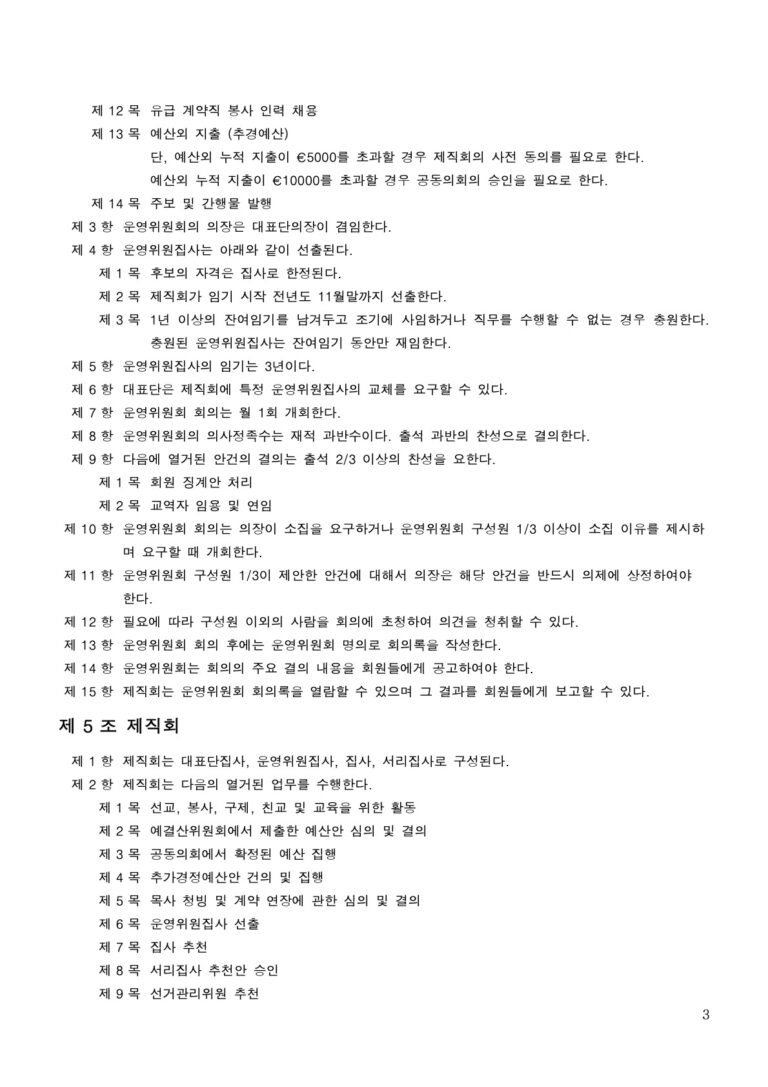 제 12 목 유급 계약직 봉사 인력 채용
제 13 목 예산외 지출 (추경예산)
단, 예산외 누적 지출이 €5000를 초과할 경우 제직회의 사전 동의를 필요로 한다.
예산외 누적 지출이 €10000를 초과할 경우 공동의회의 승인을 필요로 한다.
제 14 목 주보 및 간행물 발행
제 3 항 운영위원회의 의장은 대표단의장이 겸임한다.
제 4 항 운영위원집사는 아래와 같이 선출된다.
제 1 목 후보의 자격은 집사로 한정된다.
제 2 목 제직회가 임기 시작 전년도 11월말까지 선출한다.
제 3 목 1년 이상의 잔여임기를 남겨두고 조기에 사임하거나 직무를 수행할 수 없는 경우 충원한다.
충원된 운영위원집사는 잔여임기 동안만 재임한다.
제 5 항 운영위원집사의 임기는 3년이다.
제 6 항 대표단은 제직회에 특정 운영위원집사의 교체를 요구할 수 있다.
제 7 항 운영위원회 회의는 월 1회 개회한다.
제 8 항 운영위원회의 의사정족수는 재적 과반수이다. 출석 과반의 찬성으로 결의한다.
제 9 항 다음에 열거된 안건의 결의는 출석 2/3 이상의 찬성을 요한다.
제 1 목 회원 징계안 처리
제 2 목 교역자 임용 및 연임
제 10 항 운영위원회 회의는 의장이 소집을 요구하거나 운영위원회 구성원 1/3 이상이 소집 이유를 제시하
며 요구할 때 개회한다.
제 11 항 운영위원회 구성원 1/3이 제안한 안건에 대해서 의장은 해당 안건을 반드시 의제에 상정하여야
한다.
제 12 항 필요에 따라 구성원 이외의 사람을 회의에 초청하여 의견을 청취할 수 있다.
제 13 항 운영위원회 회의 후에는 운영위원회 명의로 회의록을 작성한다.
제 14 항 운영위원회는 회의의 주요 결의 내용을 회원들에게 공고하여야 한다.
제 15 항 제직회는 운영위원회 회의록을 열람할 수 있으며 그 결과를 회원들에게 보고할 수 있다.
제 5 조 제직회
제 1 항 제직회는 대표단집사, 운영위원집사, 집사, 서리집사로 구성된다.
제 2 항 제직회는 다음의 열거된 업무를 수행한다.
제 1 목 선교, 봉사, 구제, 친교 및 교육을 위한 활동
제 2 목 예결산위원회에서 제출한 예산안 심의 및 결의
제 3 목 공동의회에서 확정된 예산 집행
제 4 목 추가경정예산안 건의 및 집행
제 5 목 목사 청빙 및 계약 연장에 관한 심의 및 결의
제 6 목 운영위원집사 선출
제 7 목 집사 추천
제 8 목 서리집사 추천안 승인
제 9 목 선거관리위원 추천
3